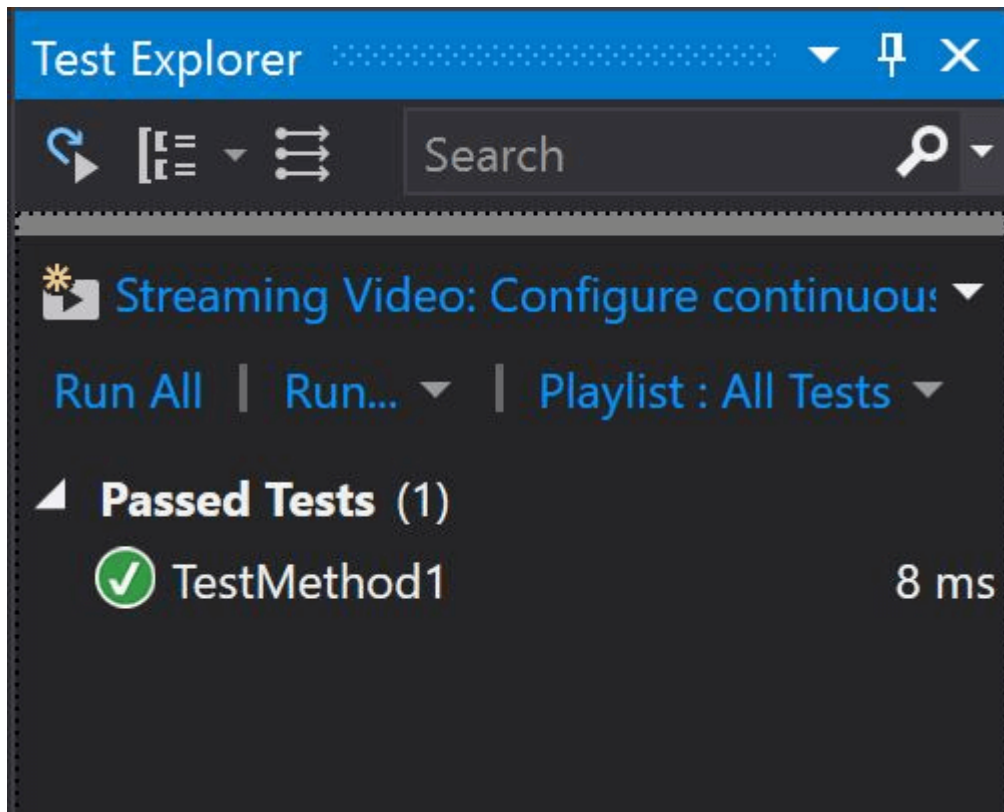 Test Explorer
Search
Streaming Video: Configure continuous
Run All | Run... | Playlist : All Tests
Passed Tests (1)
TestMethod1 8 ms